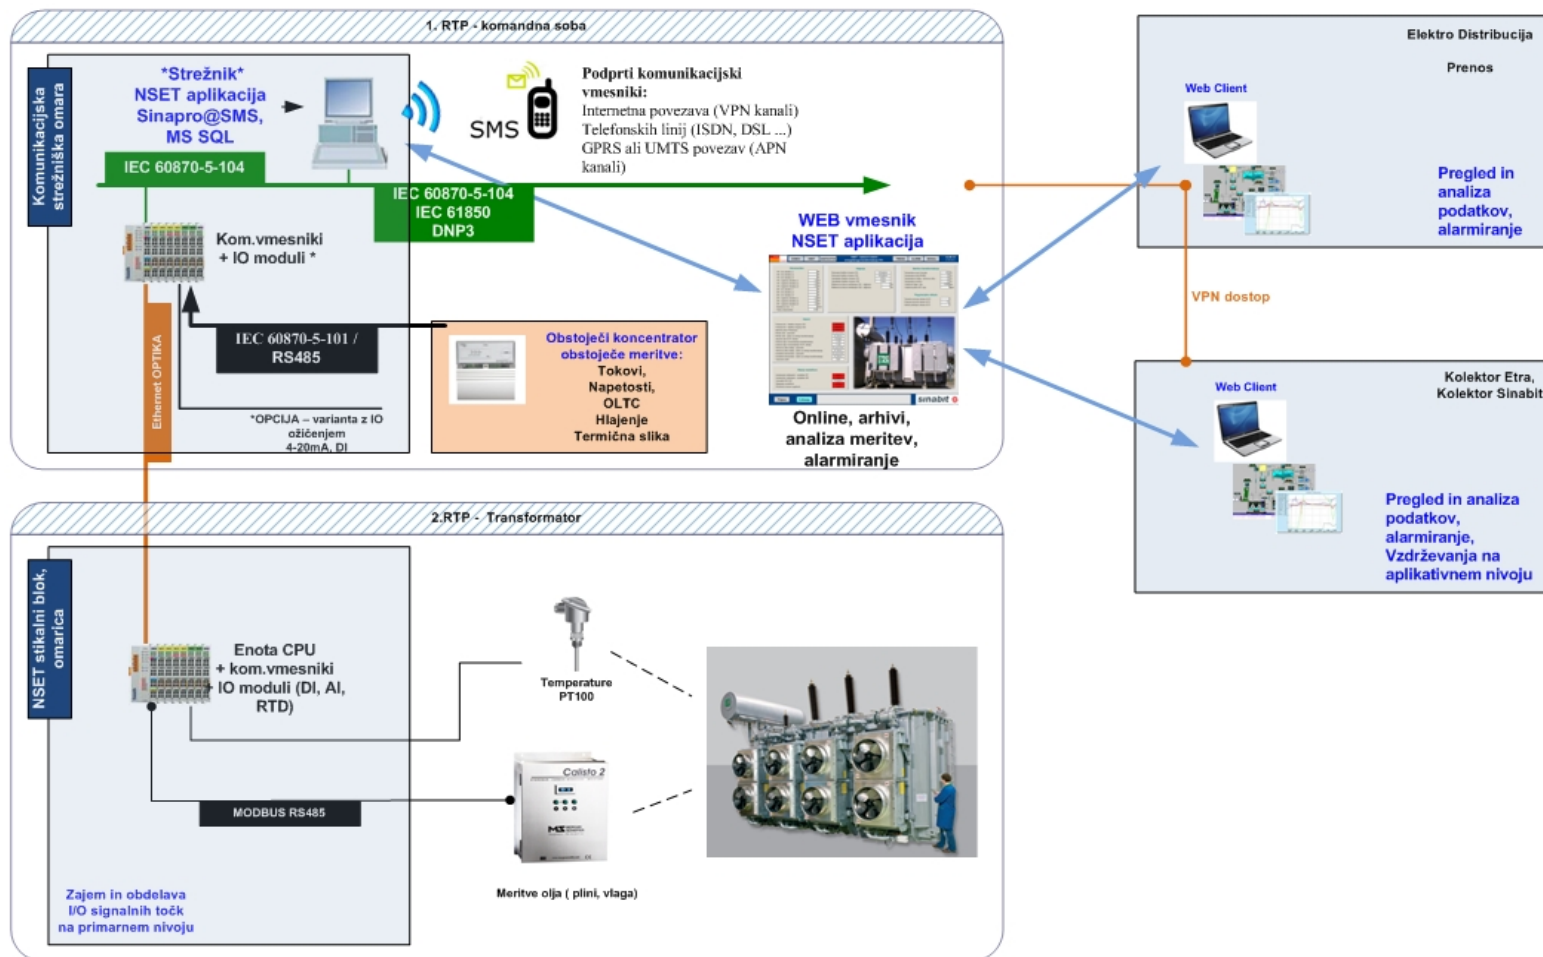 1. RTP - komandna soba
Komunikacijska
strežniška omara
*Strežnik*
NSET aplikacija
Sinapro@SMS,
MS SQL
SMS
Podprti komunikacijski
vmesniki:
Internetna povezava (VPN kanali)
Telefonskih linij (ISDN, DSL ...)
GPRS ali UMTS povezav (APN
kanali)
IEC 60870-5-104
IEC 60870-5-104
IEC 61850
DNP3
Kom.vmesniki
+ IO moduli *
WEB vmesnik
NSET aplikacija
sinabit
Online, arhivi,
analiza meritev,
alarmiranje
Ethernet OPTIKA
IEC 60870-5-101 /
RS485
*OPCIJA – varianta z IO
ožičenjem
4-20mA, DI
Obstoječi koncentrator
obstoječe meritve:
Tokovi,
Napetosti,
OLTC
Hlajenje
Termična slika
Elektro Distribucija
Prenos
Web Client
Pregled in
analiza
podatkov,
alarmiranje
VPN dostop
Kolektor Etra,
Kolektor Sinabit
Web Client
Pregled in analiza
podatkov,
alarmiranje,
Vzdrževanja na
aplikativnem nivoju
2.RTP - Transformator
NSET stikalni blok,
omarica
Enota CPU
+ kom.vmesniki
+ IO moduli (DI, AI,
RTD)
Temperature
PT100
Calisto 2
MODBUS RS485
Meritve olja ( plini, vlaga)
Zajem in obdelava
I/O signalnih točk
na primarnem nivoju